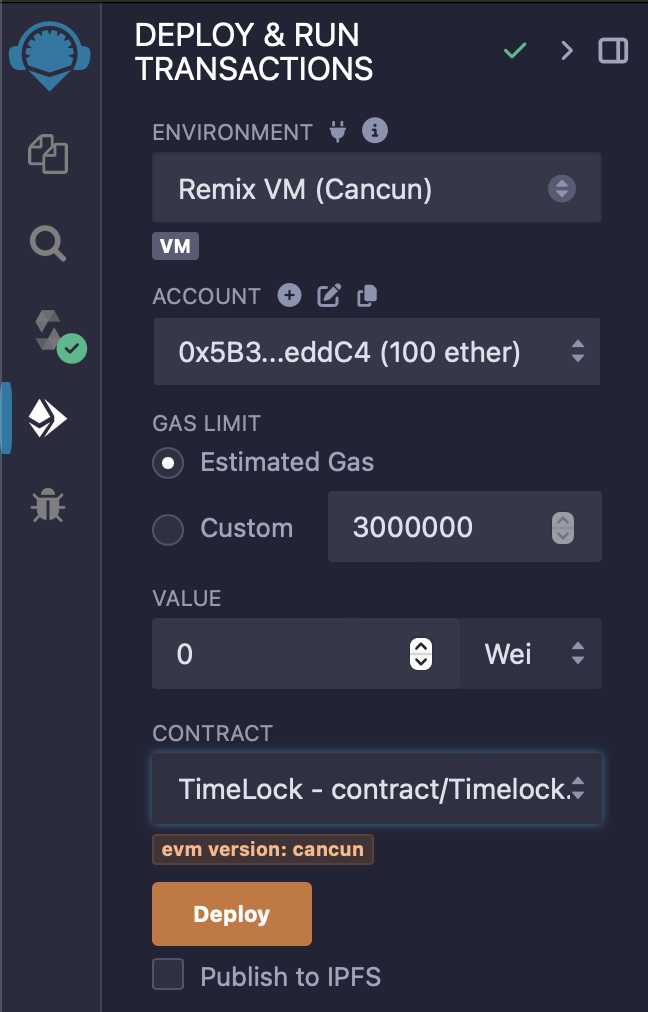 DEPLOY & RUN
TRANSACTIONS
ENVIRONMENT
Remix VM (Cancun)
VM
ACCOUNT
0x5B3...eddC4 (100 ether)
GAS LIMIT
Estimated Gas
Custom
3000000
VALUE
0
Wei
CONTRACT
TimeLock - contract/Timelock.
evm version: cancun
Deploy
Publish to IPFS